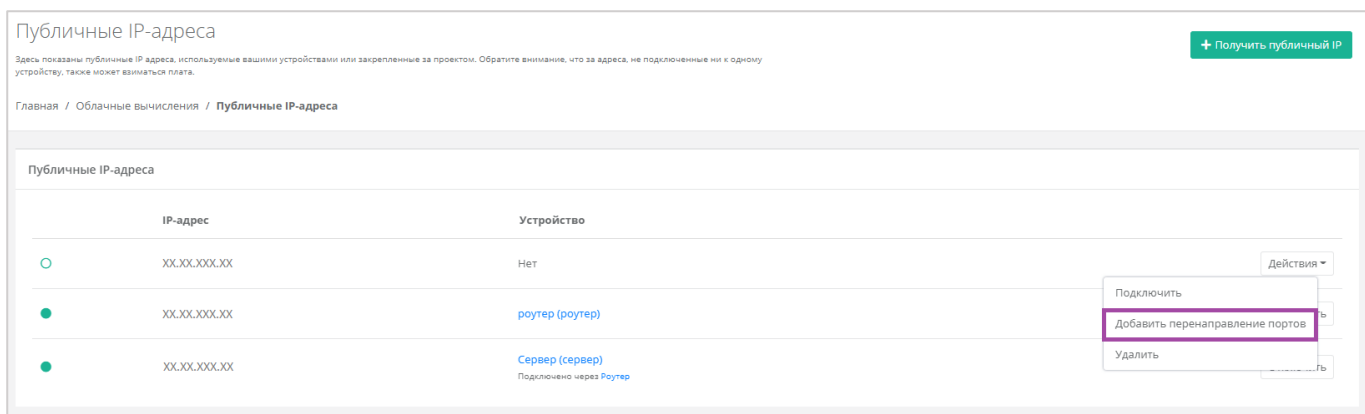 Публичные IP-адреса
+ Получить публичный IP
Здесь показаны публичные IP адреса, используемые вашими устройствами или закрепленные за проектом. Обратите внимание, что за адреса, не подключенные ни к одному
устройству, также может взиматься плата.
Главная / Облачные вычисления / Публичные IP-адреса
Публичные IP-адреса
IP-адрес Устройство
XX.XX.XXX.XX Нет Действия
Подключить
XX.XX.XXX.XX роутер (роутер)
Добавить перенаправление портов
Удалить
Сервер (сервер)
XX.XX.XXX.XX
Подключено через Роутер